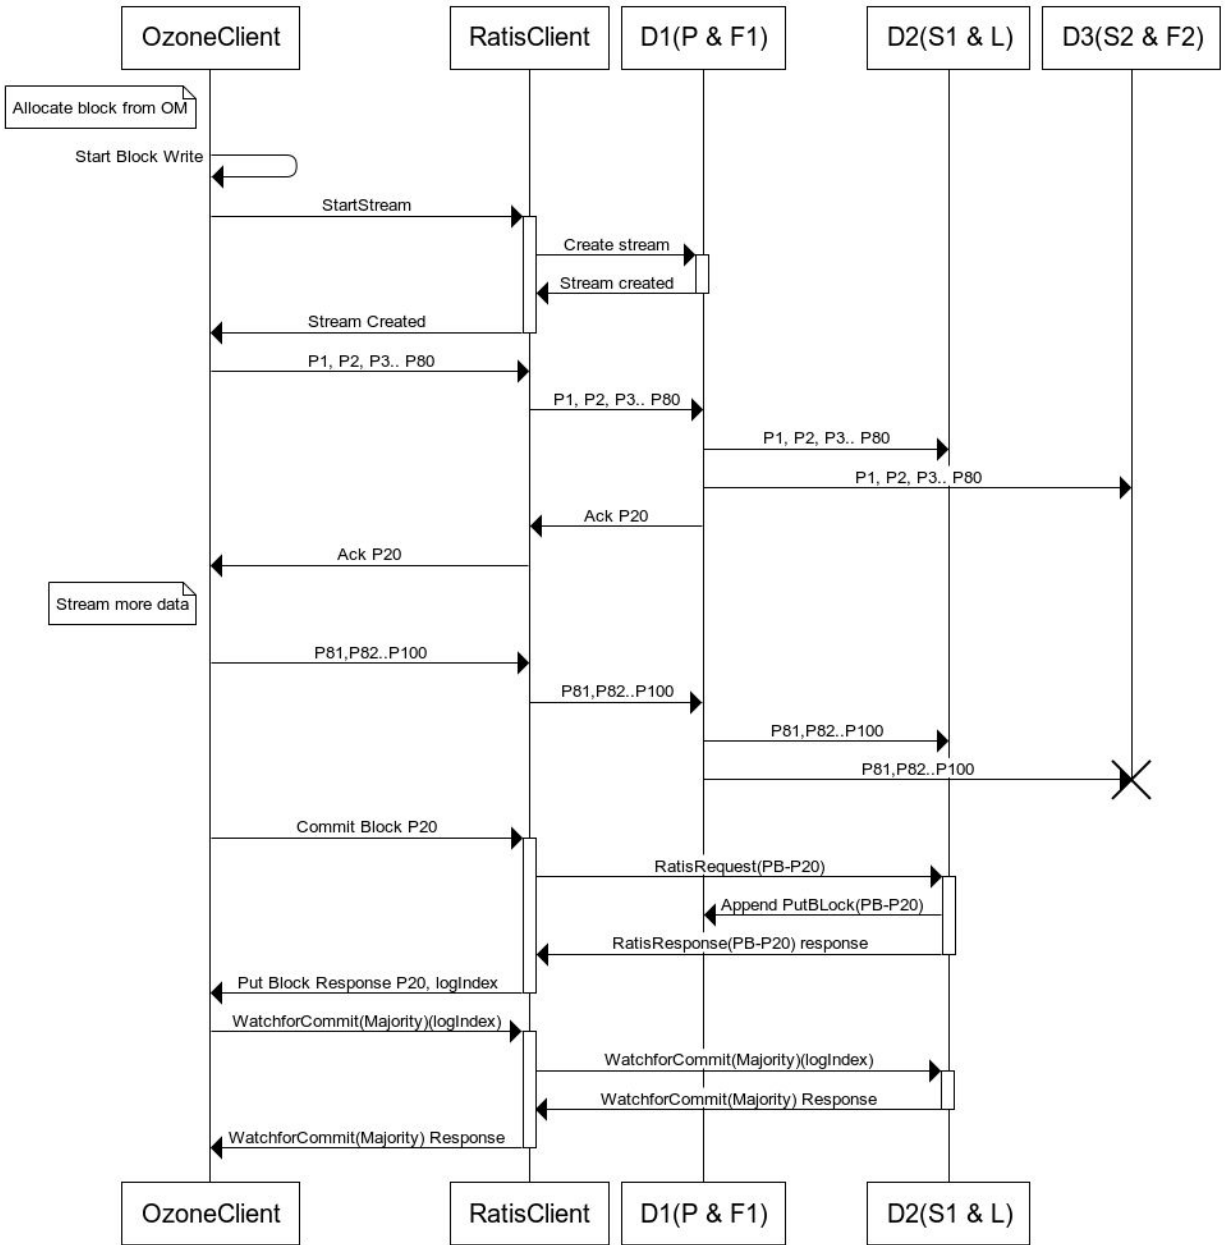 OzoneClient
RatisClient
D1(P & F1)
D2(S1 & L)
D3(S2 & F2)
Allocate block from OM
Start Block Write
StartStream
Create stream
Stream created
Stream Created
P1, P2, P3.. P80
P1, P2, P3.. P80
P1, P2, P3.. P80
P1, P2, P3.. P80
Ack P20
Ack P20
Stream more data
P81,P82..P100
P81,P82..P100
P81,P82..P100
P81,P82..P100
Commit Block P20
RatisRequest(PB-P20)
Append PutBLock(PB-P20)
RatisResponse(PB-P20) response
Put Block Response P20, logIndex
WatchforCommit(Majority)(logIndex)
WatchforCommit(Majority)(logIndex)
WatchforCommit(Majority) Response
WatchforCommit(Majority) Response
OzoneClient
RatisClient
D1(P & F1)
D2(S1 & L)